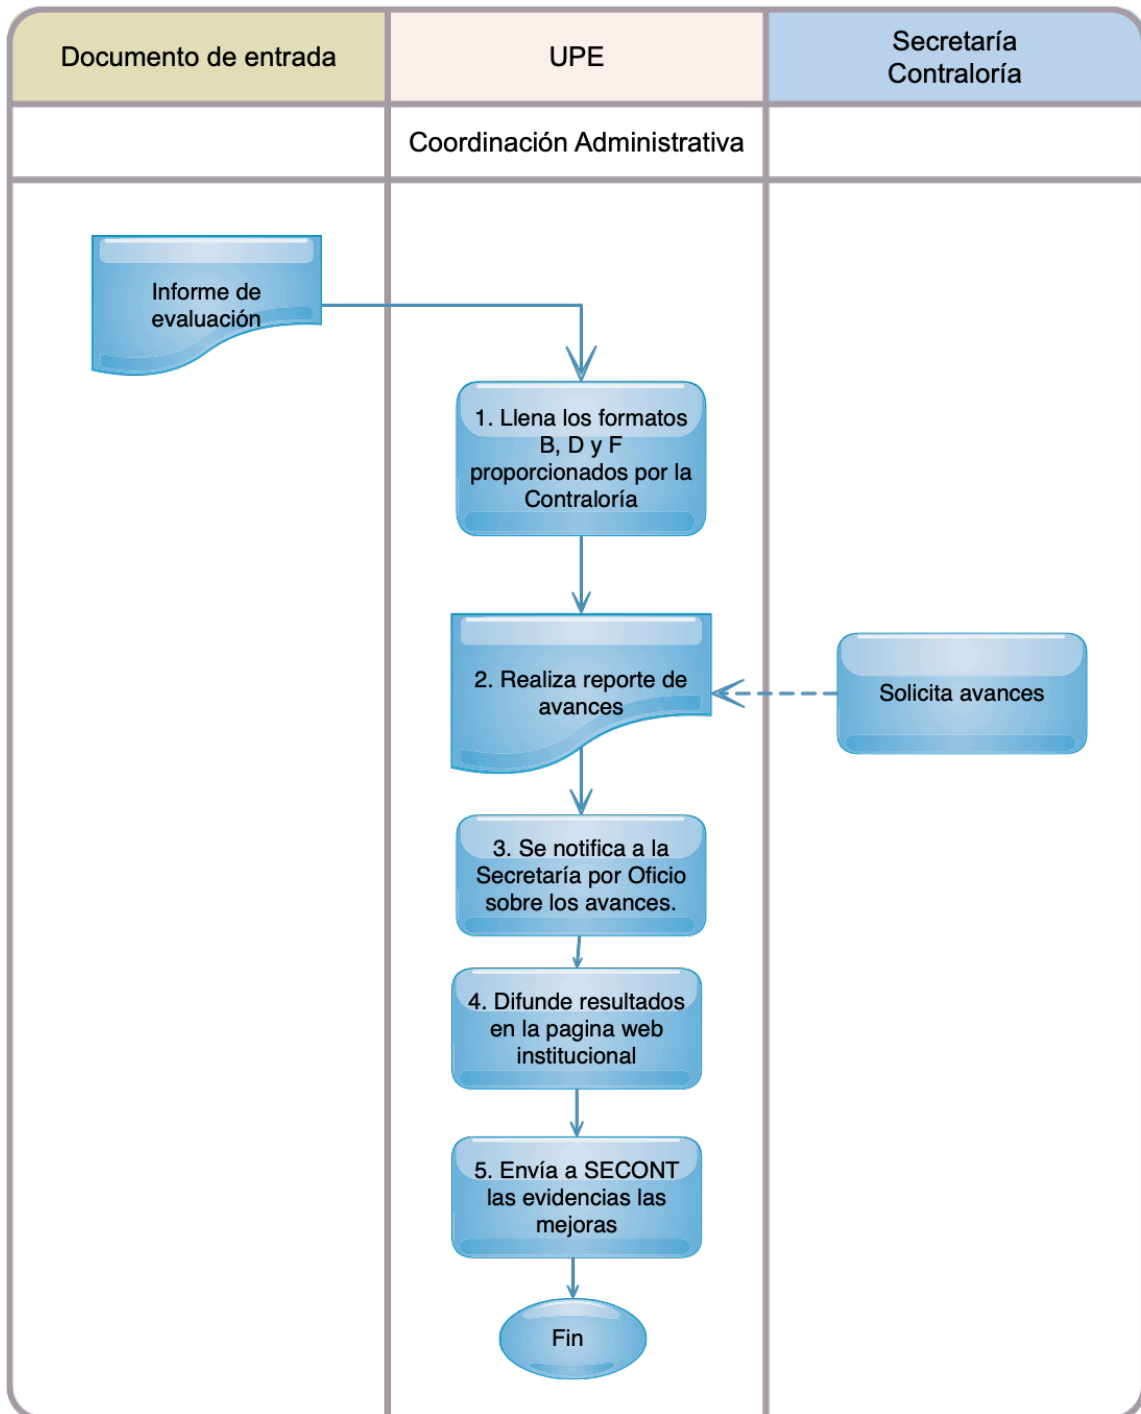 Documento de entrada
UPE
Secretaría
Contraloría
Coordinación Administrativa
Informe de
evaluación
1. Llena los formatos
B, D y F
proporcionados por la
Contraloría
2. Realiza reporte de
avances
Solicita avances
3. Se notifica a la
Secretaría por Oficio
sobre los avances.
4. Difunde resultados
en la pagina web
institucional
5. Envía a SECONT
las evidencias las
mejoras
Fin